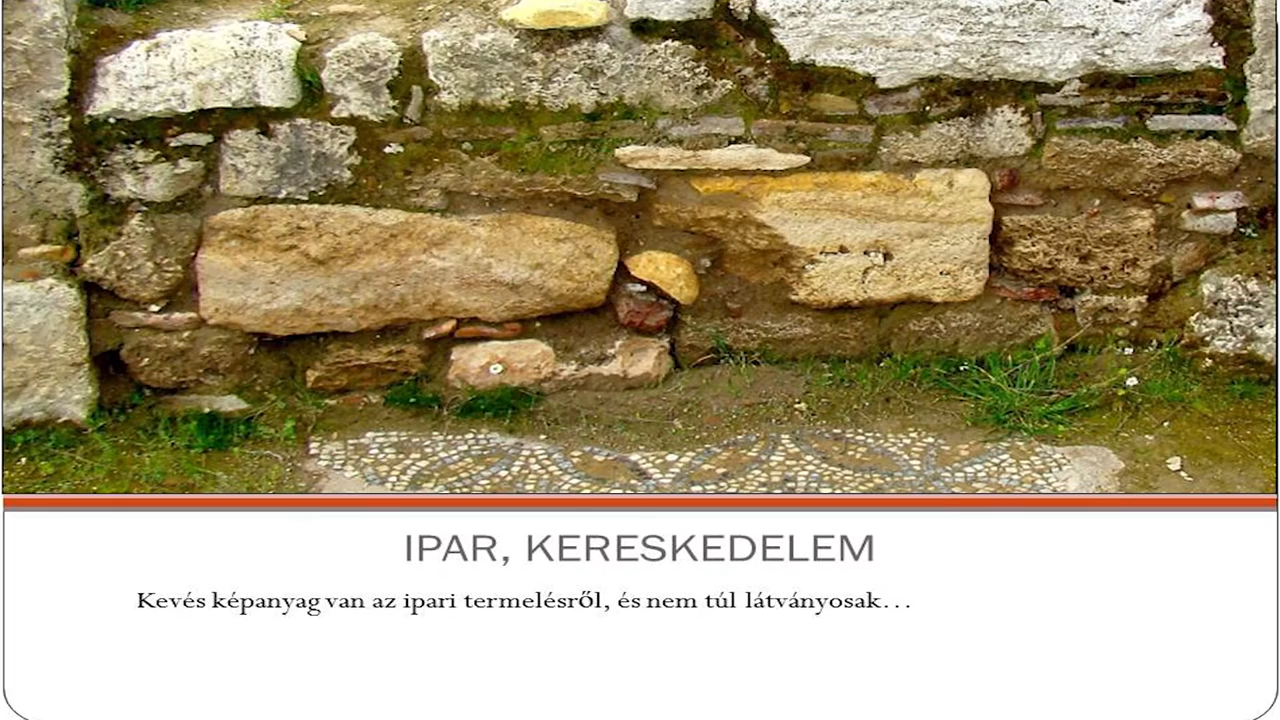 IPAR, KERESKEDELEM
Kevés képanyag van az ipari termelésről, és nem túl látványosak…